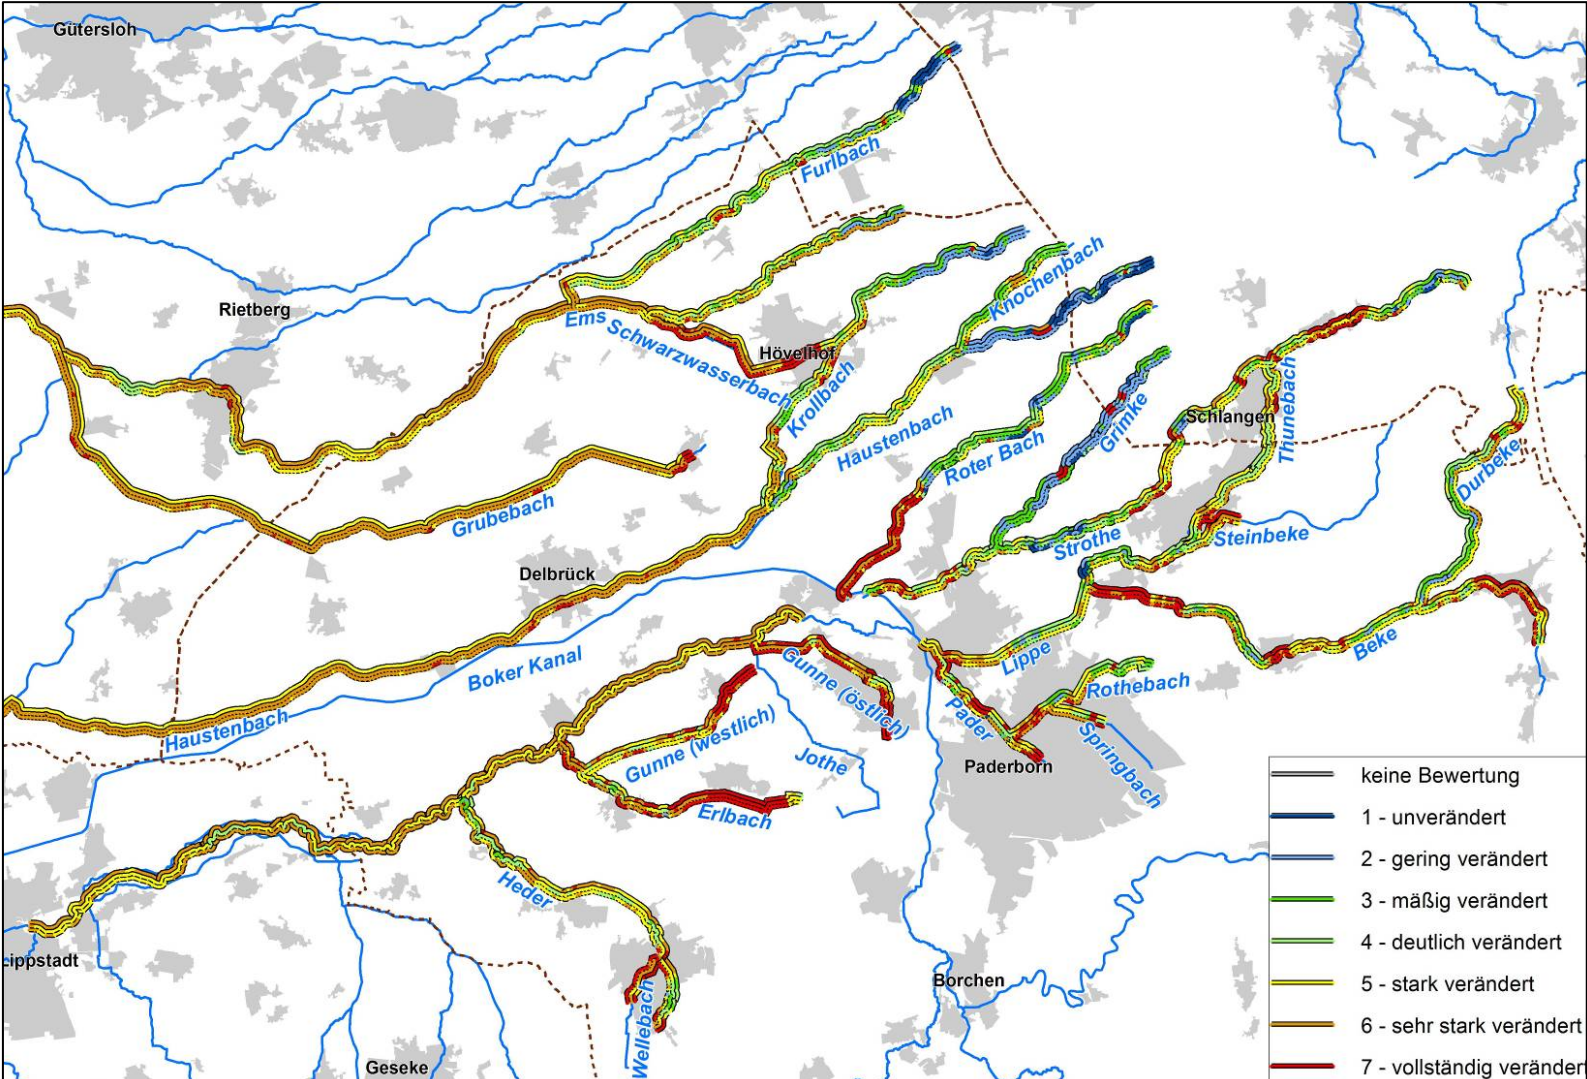 Gütersloh
Furlbach
Knochenbach
Rietberg
Ems
Schwarzwasserbach
Hövelhof
Krollbach
Haustenbach
Roter Bach
Grimke
Schlangen
Thunebach
Durbeke
Grubebach
Strothe
Steinbeke
Delbrück
Boker Kanal
Lippe
Beke
Gunne (östlich)
Rothebach
Pader
Springbach
Haustenbach
Gunne (westlich)
Jothe
Paderborn
Erlbach
Heder
Lippstadt
Borchen
Wellebach
Geseke
keine Bewertung
1 - unverändert
2 - gering verändert
3 - mäßig verändert
4 - deutlich verändert
5 - stark verändert
6 - sehr stark verändert
7 - vollständig verändert